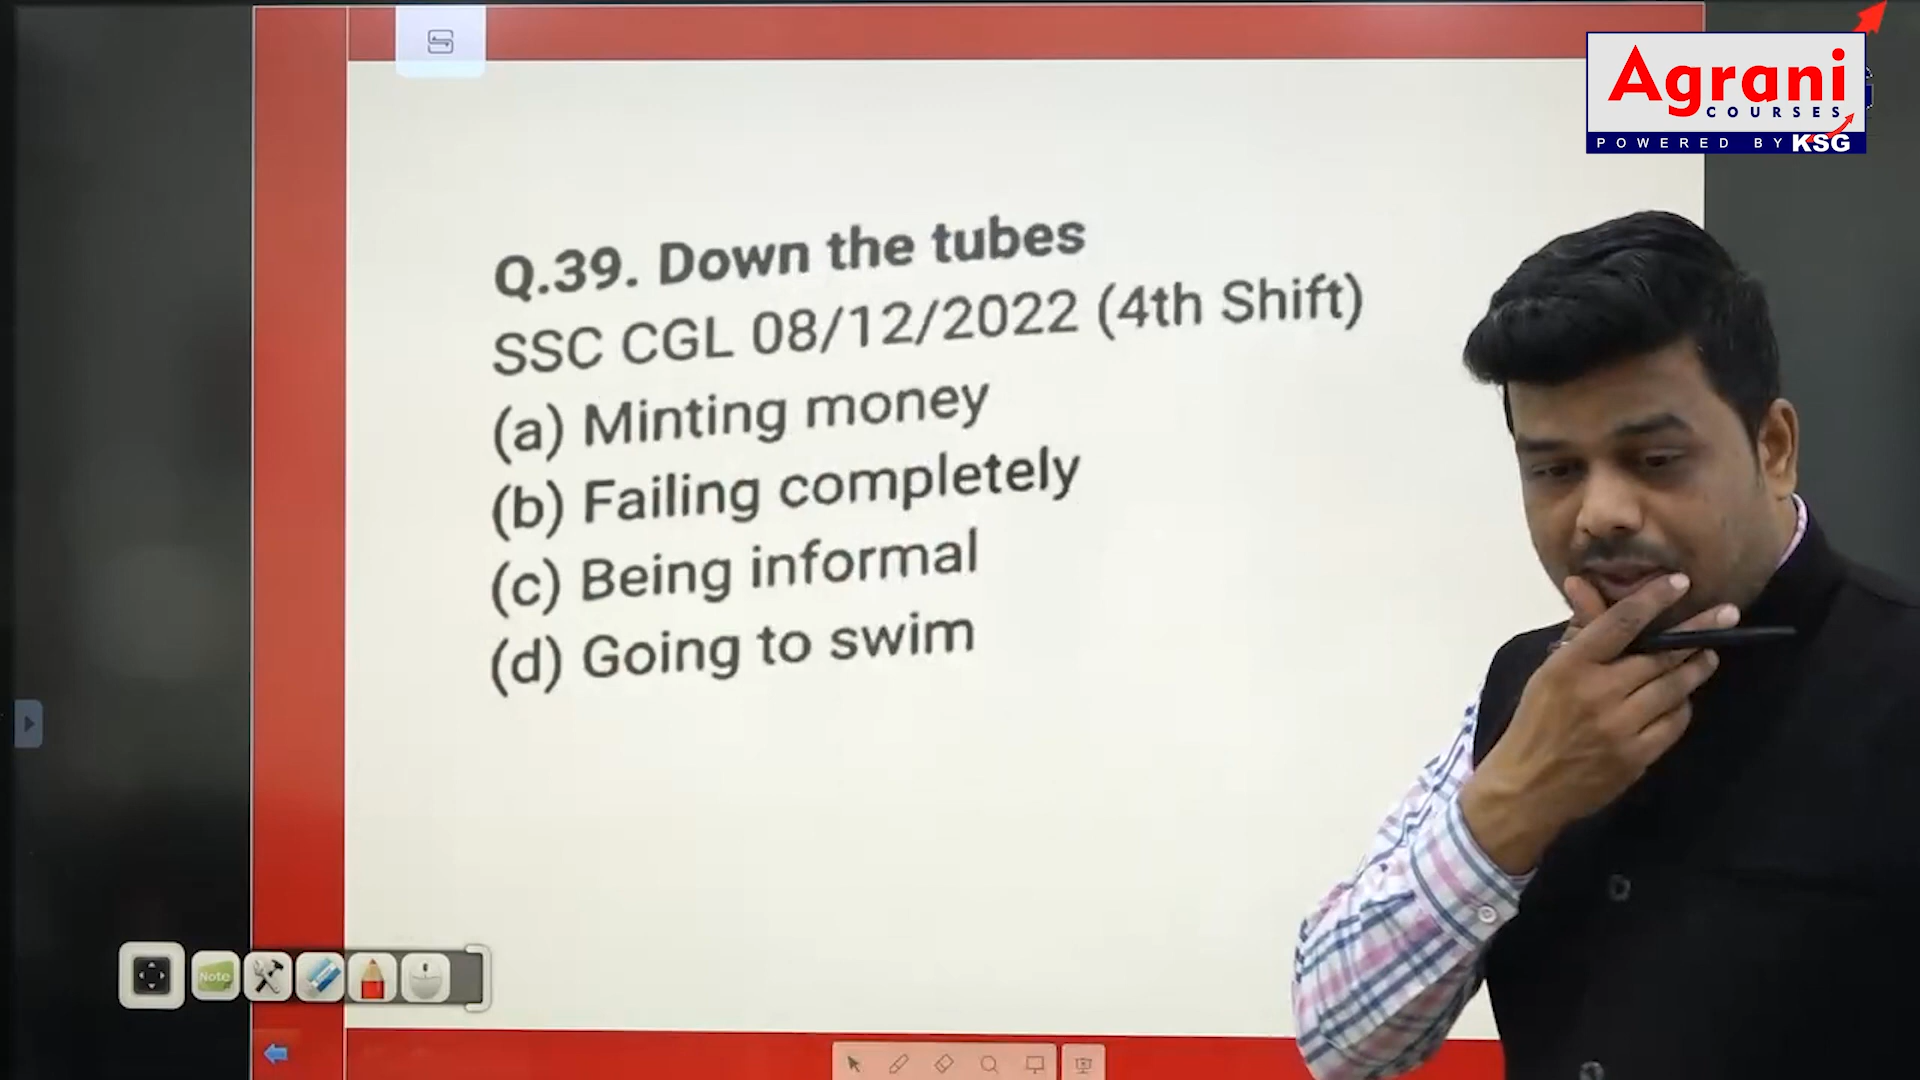 Agrani
COURSES
POWERED BY KSG
Q.39. Down the tubes
SSC CGL 08/12/2022 (4th Shift)
(a) Minting money
(b) Failing completely
(c) Being informal
(d) Going to swim
Note